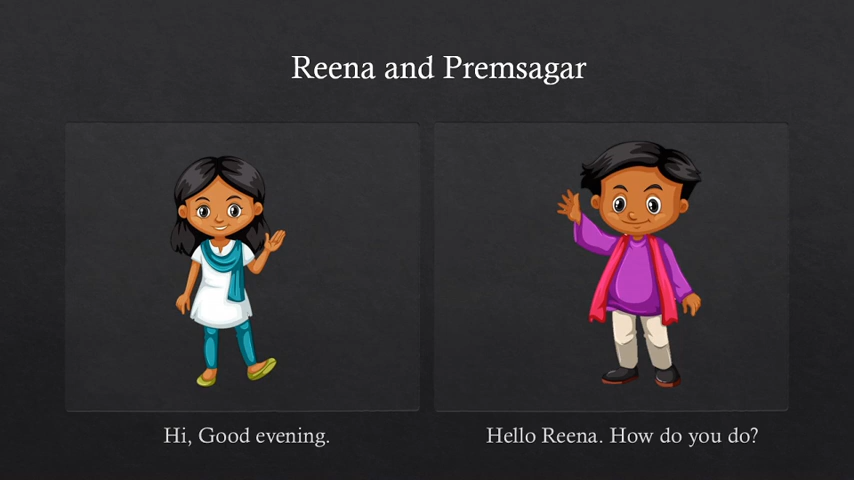 Reena and Premsagar
Hi, Good evening.
Hello Reena. How do you do?